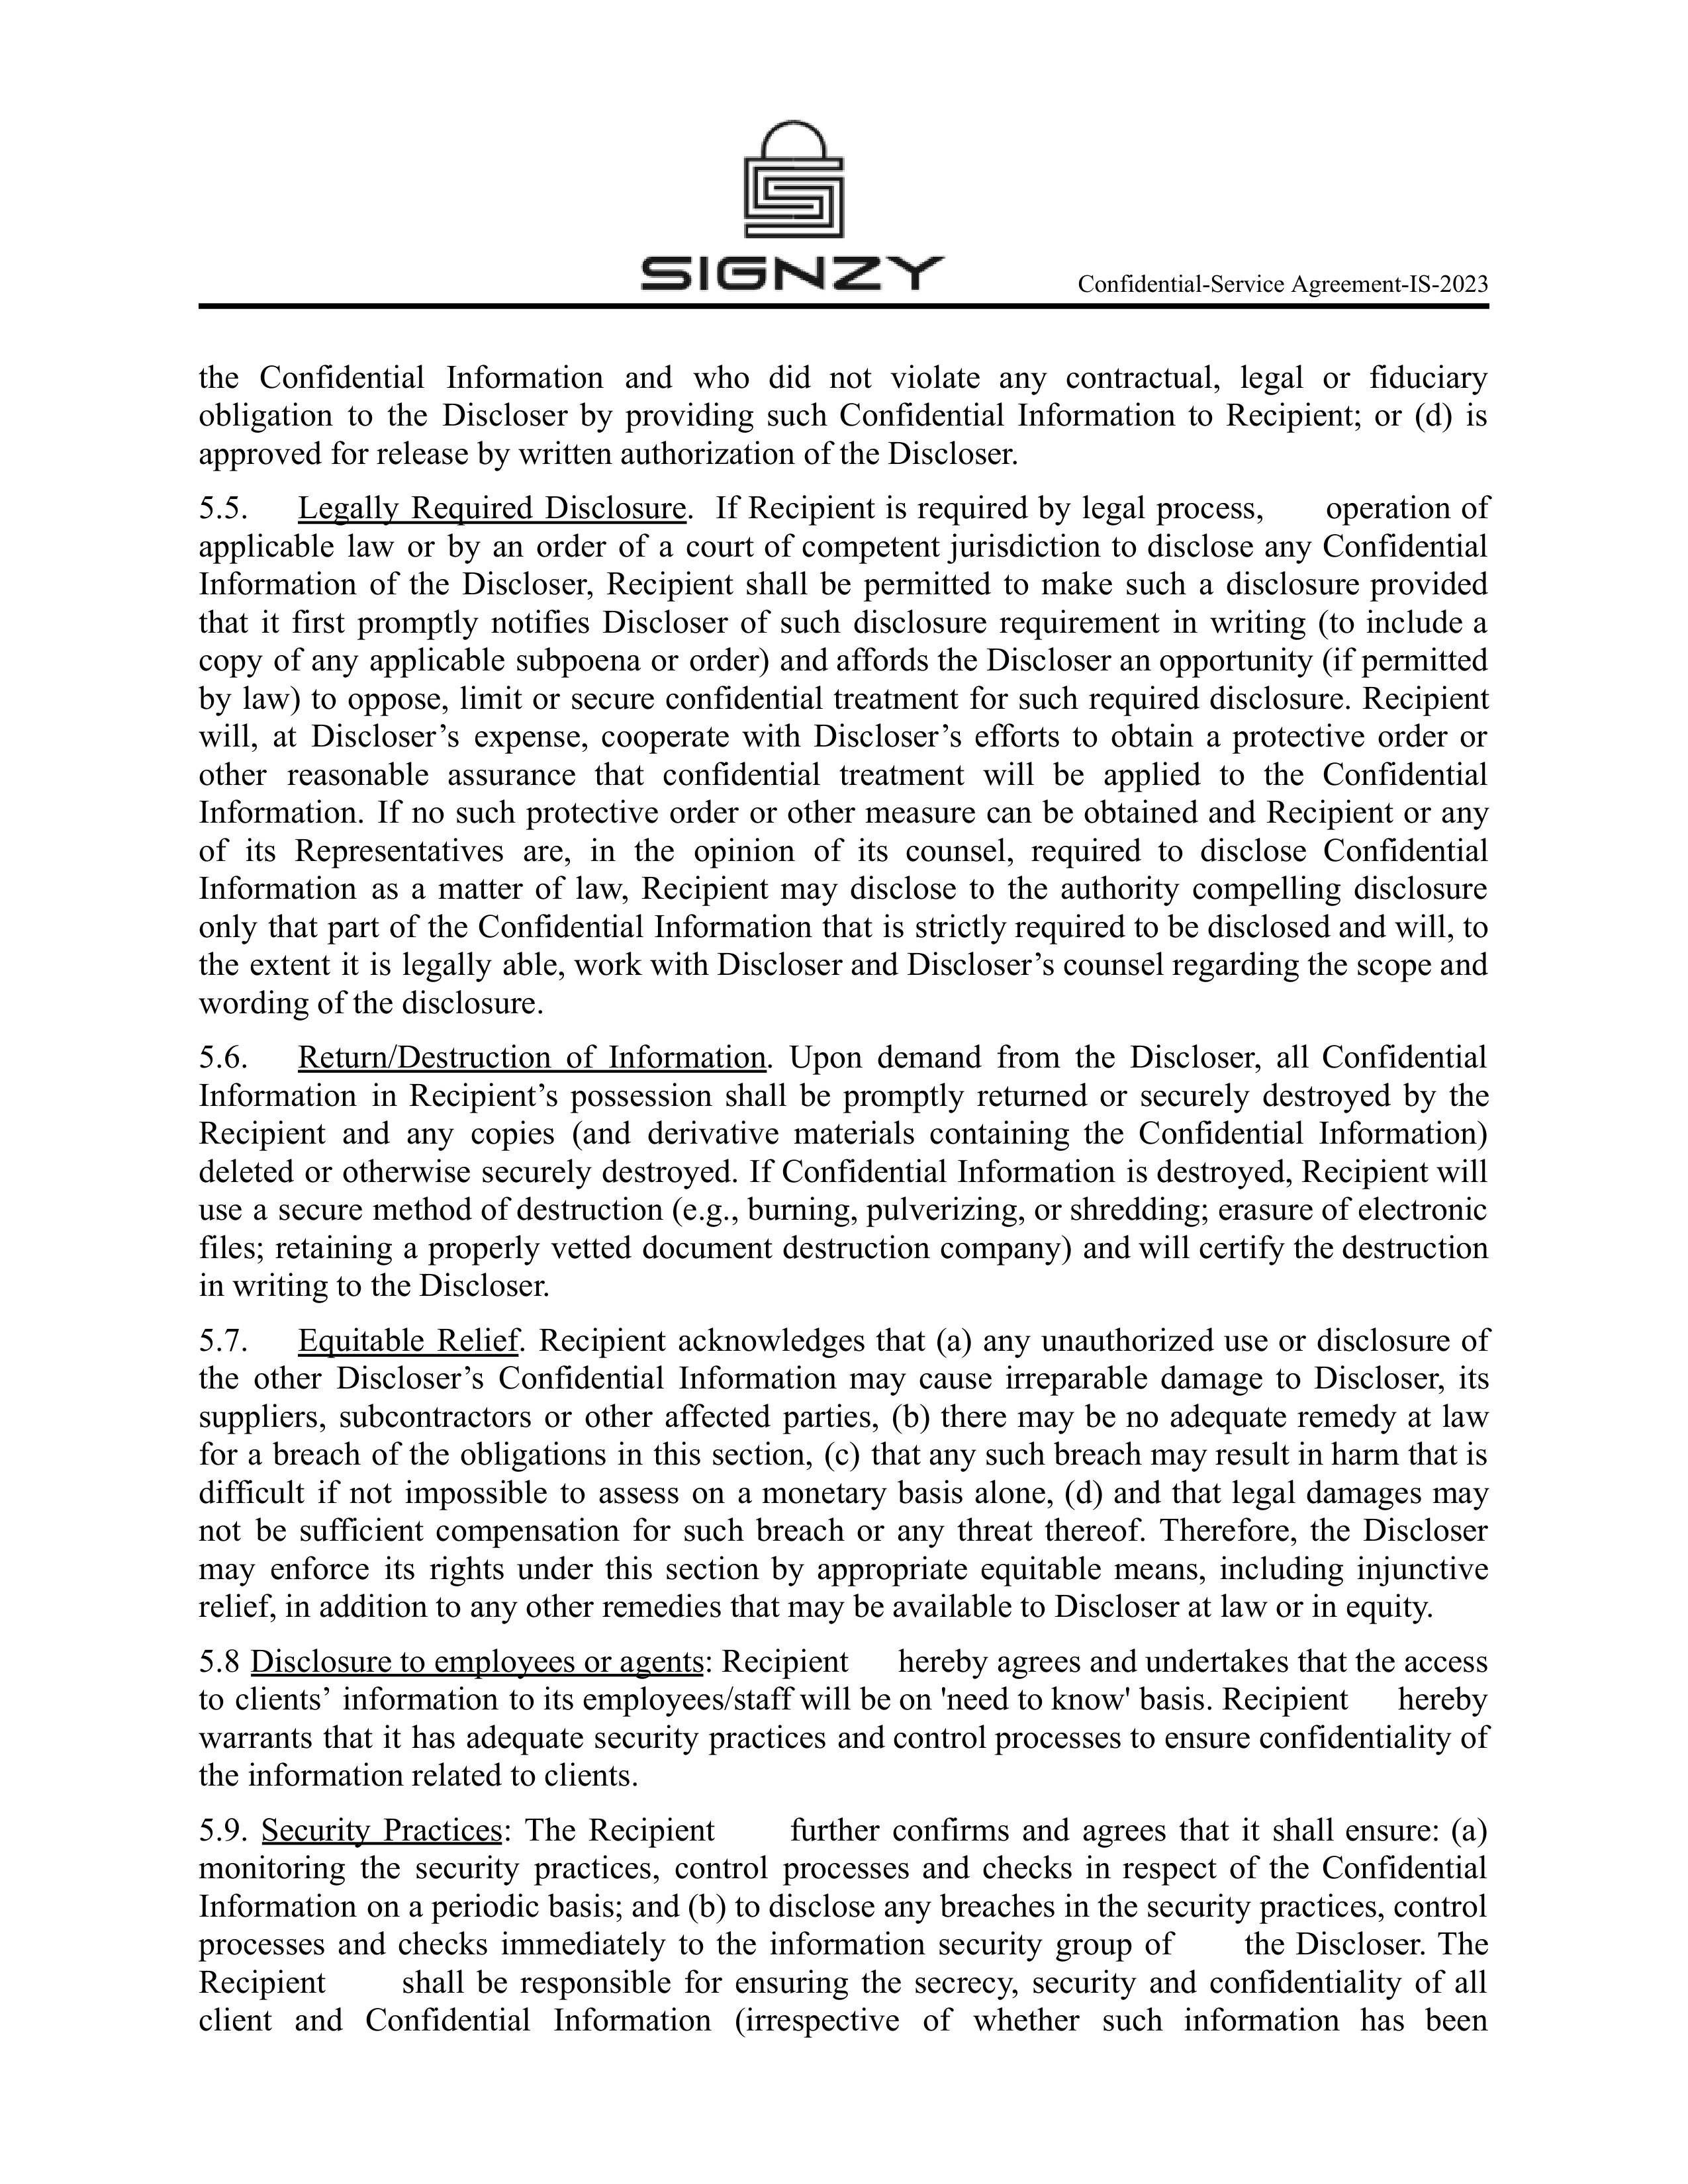 SIGNZY
Confidential-Service Agreement-IS-2023
the Confidential Information and who did not violate any contractual, legal or fiduciary
obligation to the Discloser by providing such Confidential Information to Recipient; or (d) is
approved for release by written authorization of the Discloser.
5.5. Legally Required Disclosure. If Recipient is required by legal process, operation of
applicable law or by an order of a court of competent jurisdiction to disclose any Confidential
Information of the Discloser, Recipient shall be permitted to make such a disclosure provided
that it first promptly notifies Discloser of such disclosure requirement in writing (to include a
copy of any applicable subpoena or order) and affords the Discloser an opportunity (if permitted
by law) to oppose, limit or secure confidential treatment for such required disclosure. Recipient
will, at Discloser’s expense, cooperate with Discloser’s efforts to obtain a protective order or
other reasonable assurance that confidential treatment will be applied to the Confidential
Information. If no such protective order or other measure can be obtained and Recipient or any
of its Representatives are, in the opinion of its counsel, required to disclose Confidential
Information as a matter of law, Recipient may disclose to the authority compelling disclosure
only that part of the Confidential Information that is strictly required to be disclosed and will, to
the extent it is legally able, work with Discloser and Discloser’s counsel regarding the scope and
wording of the disclosure.
5.6. Return/Destruction of Information. Upon demand from the Discloser, all Confidential
Information in Recipient’s possession shall be promptly returned or securely destroyed by the
Recipient and any copies (and derivative materials containing the Confidential Information)
deleted or otherwise securely destroyed. If Confidential Information is destroyed, Recipient will
use a secure method of destruction (e.g., burning, pulverizing, or shredding; erasure of electronic
files; retaining a properly vetted document destruction company) and will certify the destruction
in writing to the Discloser.
5.7. Equitable Relief. Recipient acknowledges that (a) any unauthorized use or disclosure of
the other Discloser’s Confidential Information may cause irreparable damage to Discloser, its
suppliers, subcontractors or other affected parties, (b) there may be no adequate remedy at law
for a breach of the obligations in this section, (c) that any such breach may result in harm that is
difficult if not impossible to assess on a monetary basis alone, (d) and that legal damages may
not be sufficient compensation for such breach or any threat thereof. Therefore, the Discloser
may enforce its rights under this section by appropriate equitable means, including injunctive
relief, in addition to any other remedies that may be available to Discloser at law or in equity.
5.8 Disclosure to employees or agents: Recipient hereby agrees and undertakes that the access
to clients’ information to its employees/staff will be on 'need to know' basis. Recipient hereby
warrants that it has adequate security practices and control processes to ensure confidentiality of
the information related to clients.
5.9. Security Practices: The Recipient further confirms and agrees that it shall ensure: (a)
monitoring the security practices, control processes and checks in respect of the Confidential
Information on a periodic basis; and (b) to disclose any breaches in the security practices, control
processes and checks immediately to the information security group of the Discloser. The
Recipient shall be responsible for ensuring the secrecy, security and confidentiality of all
client and Confidential Information (irrespective of whether such information has been